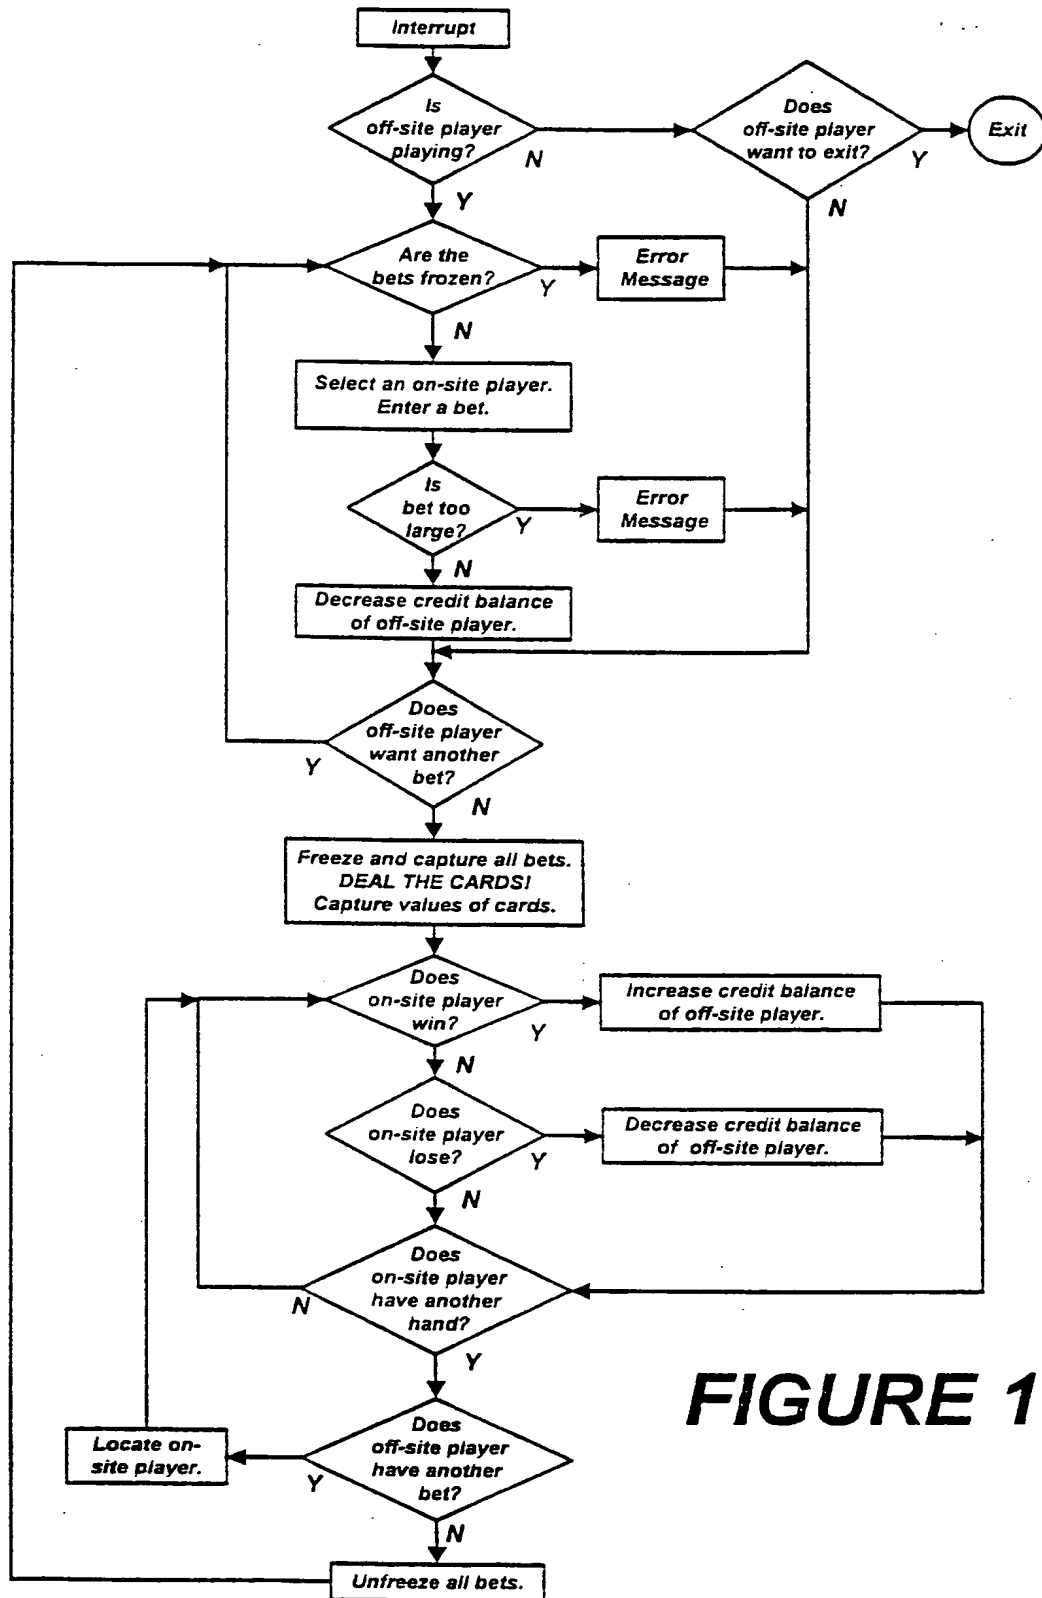 Interrupt
Is
off-site player
playing?
N
Y
Does
off-site player
want to exit?
Y
N
Exit
Are the
bets frozen?
Y
N
Error
Message
Select an on-site player.
Enter a bet.
Is
bet too
large?
Y
N
Error
Message
Decrease credit balance
of off-site player.
Does
off-site player
want another
bet?
Y
N
Freeze and capture all bets.
DEAL THE CARDS!
Capture values of cards.
Does
on-site player
win?
Y
N
Increase credit balance
of off-site player.
Does
on-site player
lose?
Y
N
Decrease credit balance
of off-site player.
Does
on-site player
have another
hand?
N
Y
FIGURE 1
Does
off-site player
have another
bet?
Y
N
Locate on-
site player.
Unfreeze all bets.